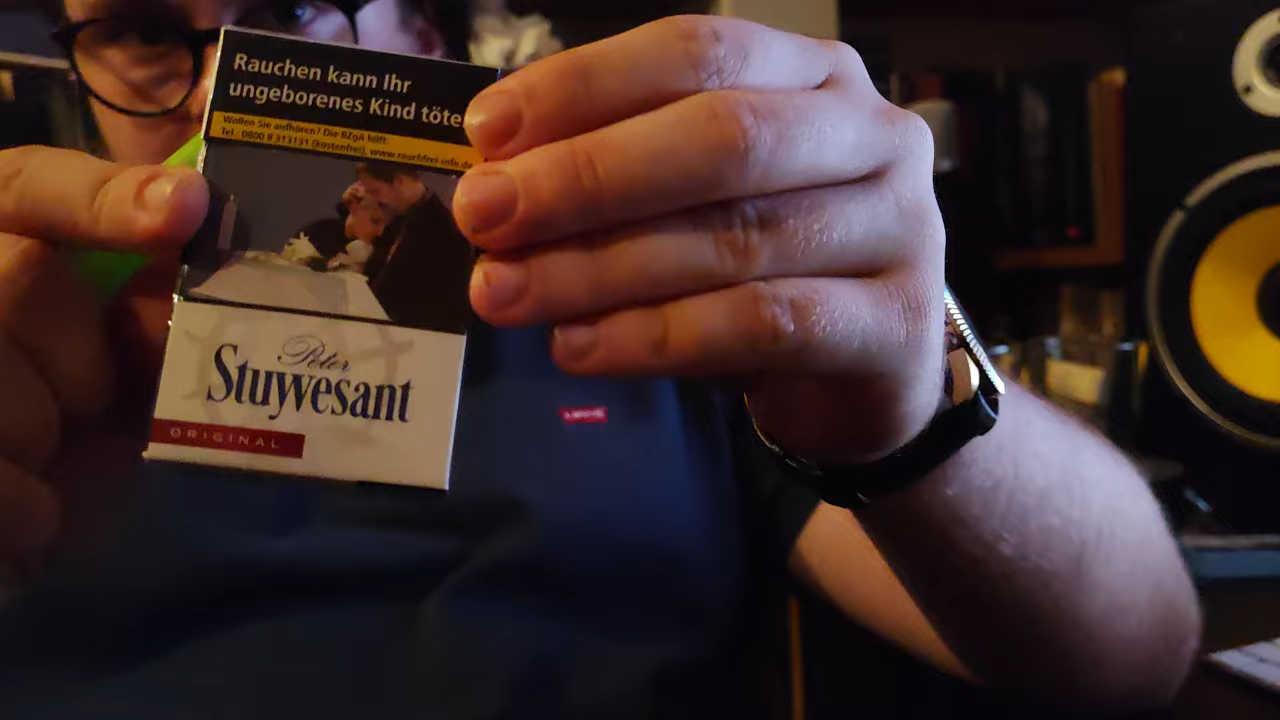 Rauchen kann Ihr
ungeborenes Kind töte
Wollen Sie aufhören? Die BZgA hilft:
Tel.: 0800 8 313131 (kostenfrei), www.rauchfrei-info.de
Peter
Stuyvesant
ORIGINAL
LEVI'S